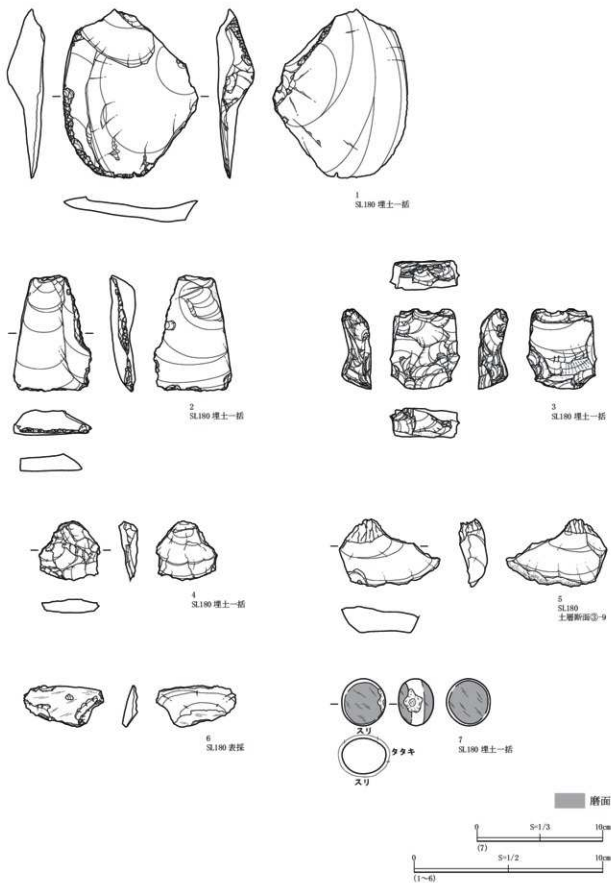 1
SL180 埋土一括
2
SL180 埋土一括
3
SL180 埋土一括
4
SL180 埋土一括
5
SL180
土層断面③-9
6
SL180 表採
スリ
タタキ
スリ
7
SL180 埋土一括
磨面
0 S=1/3 10cm
(7)
0 S=1/2 10cm
(1～6)